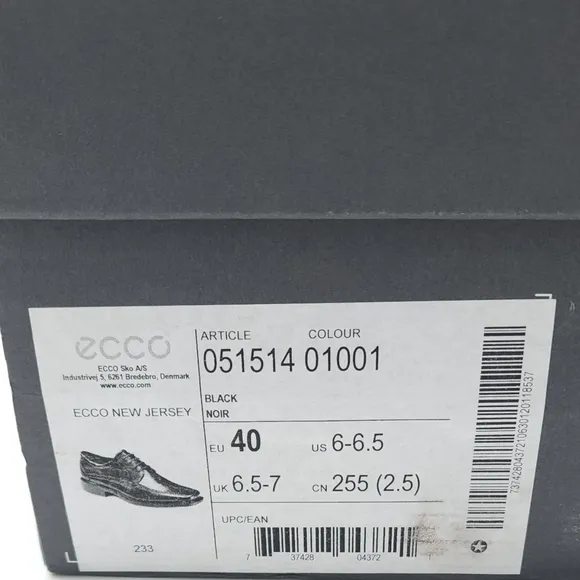 ecco
ECCO Sko A/S
Industrivej 5, 6261 Bredebro, Denmark
www.ecco.com
ECCO NEW JERSEY
233
ARTICLE COLOUR
051514 01001
BLACK
NOIR
EU 40 US 6-6.5
UK 6.5-7 CN 255 (2.5)
UPC/EAN
7 37428 04372 1
7374280437210630120118537